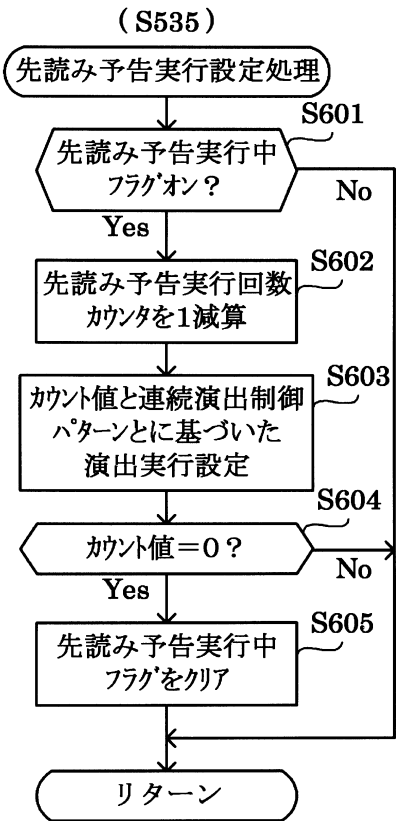 (S535)
先読み予告実行設定処理
S601
先読み予告実行中
フラグオン?
No
Yes
S602
先読み予告実行回数
カウンタを1減算
S603
カウント値と連続演出制御
パターンとに基づいた
演出実行設定
S604
カウント値=0?
No
Yes
S605
先読み予告実行中
フラグをクリア
リターン